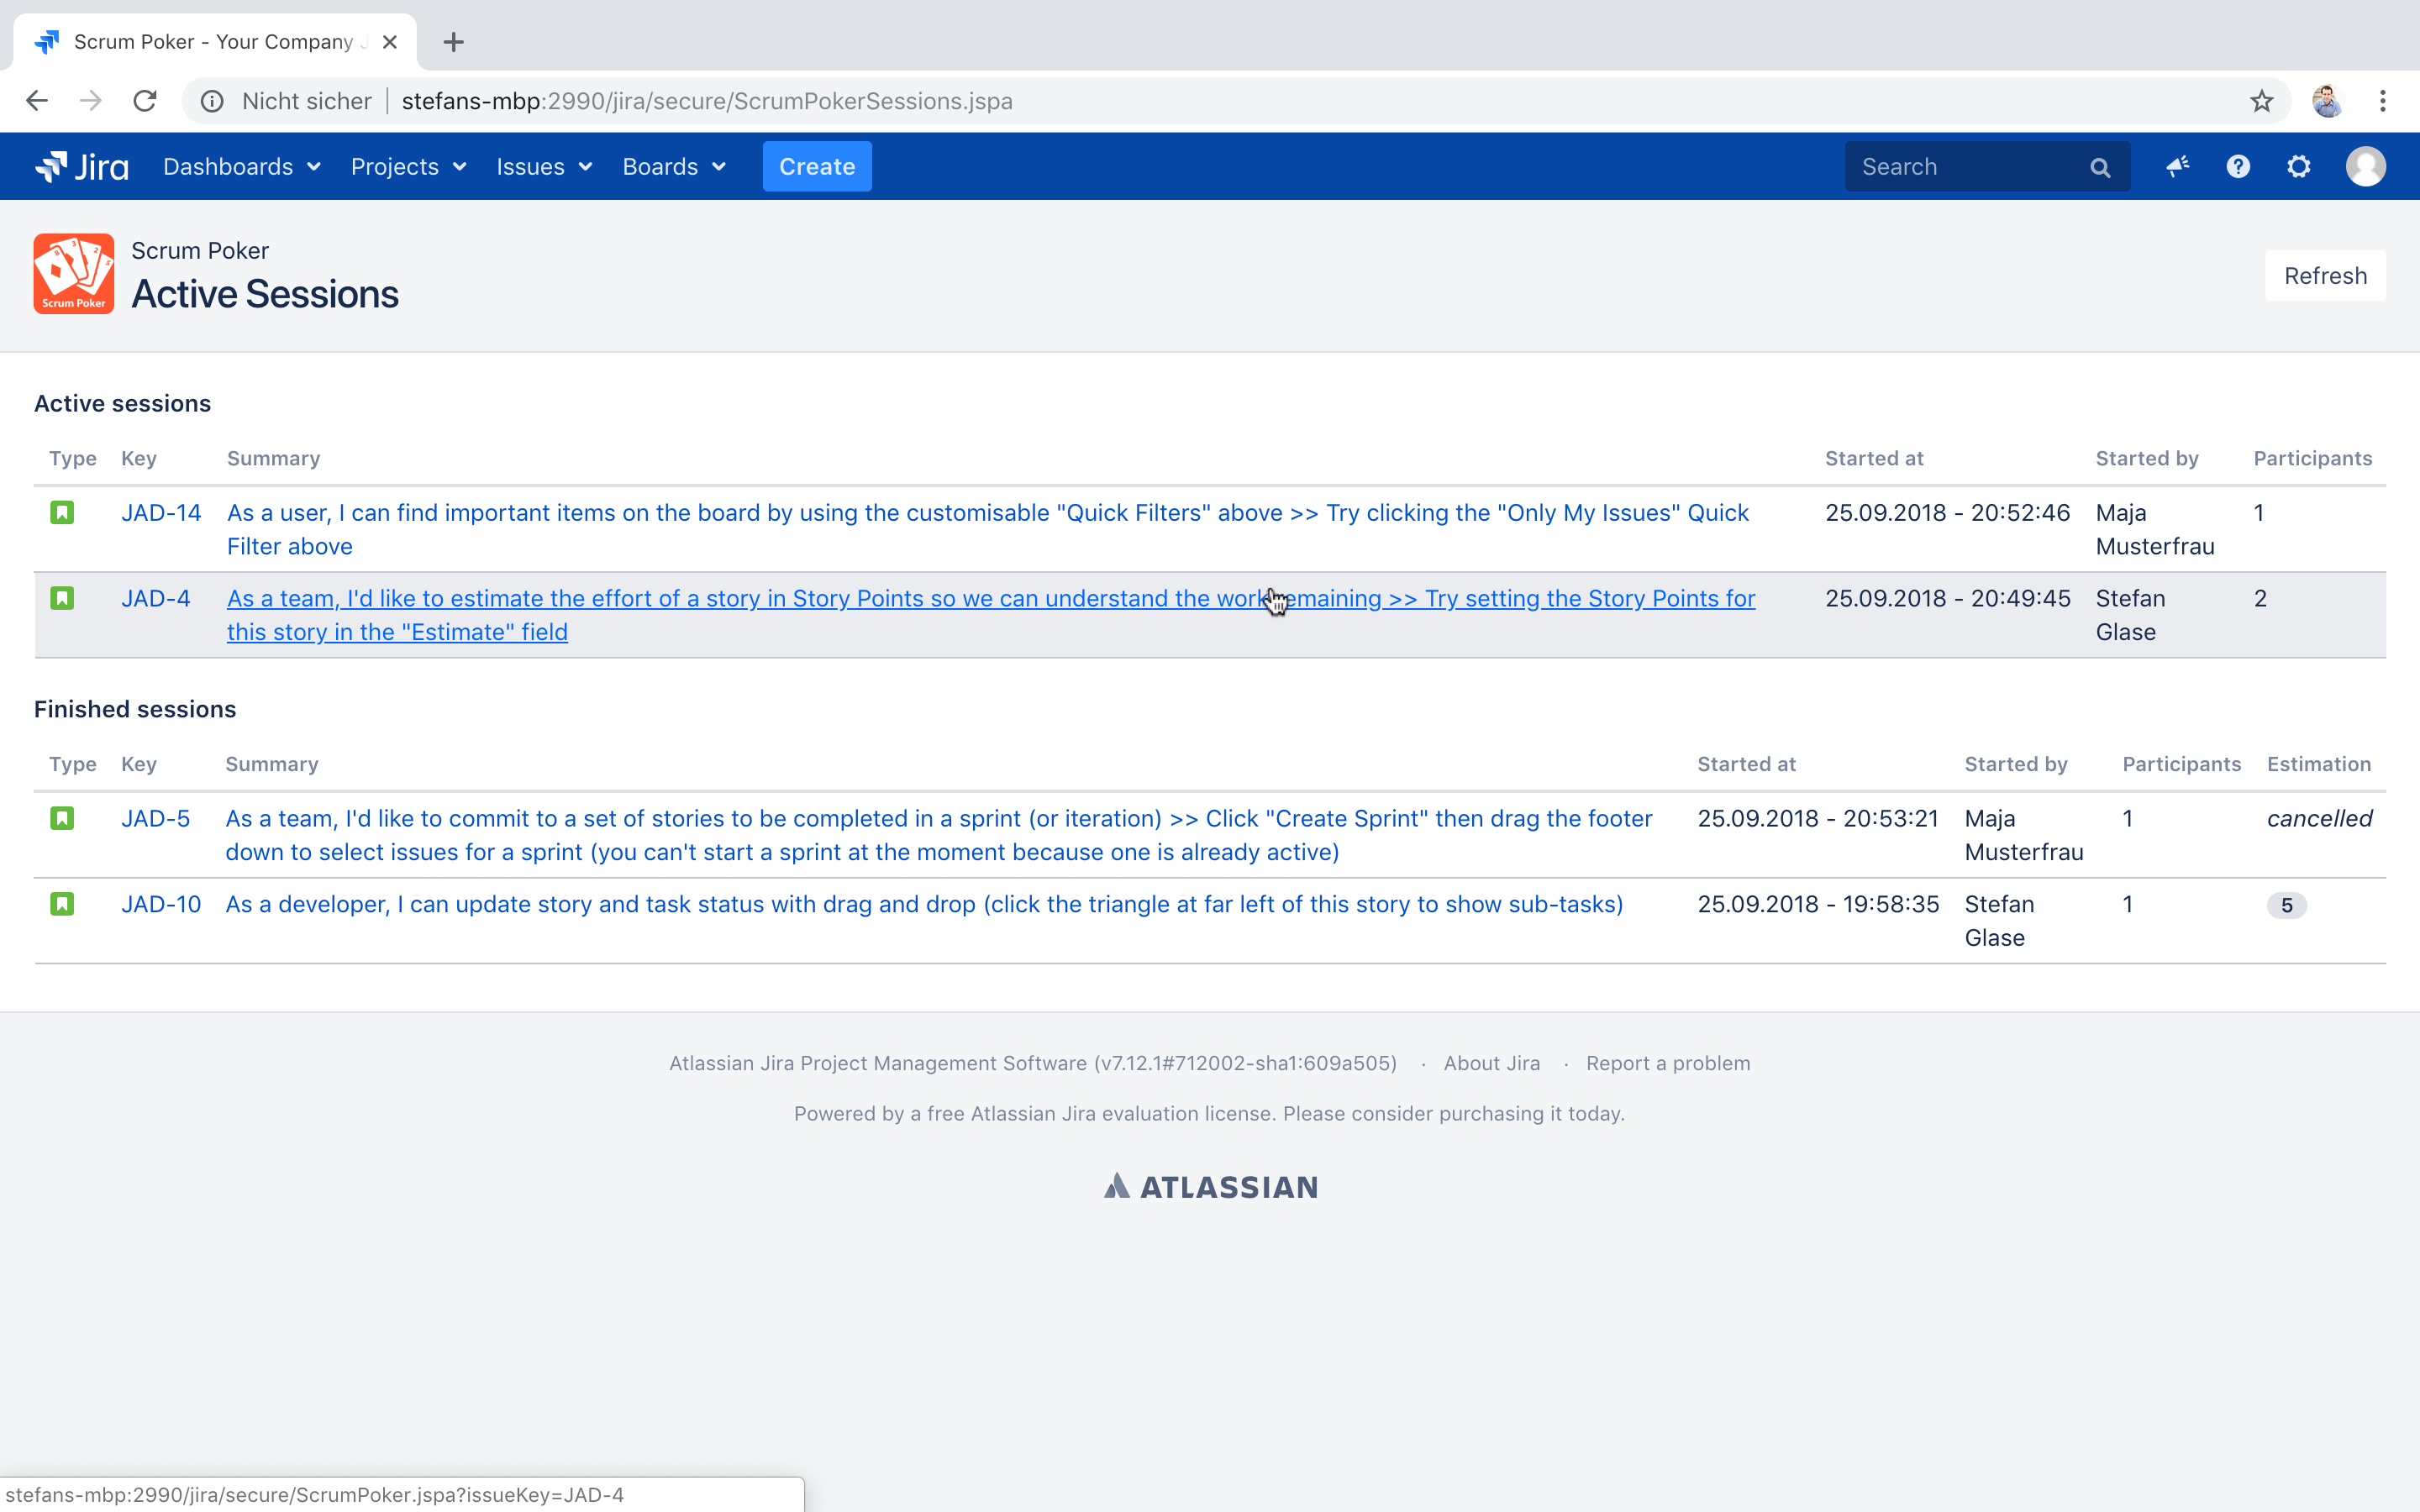 Scrum Poker - Your Company J
Nicht sicher stefans-mbp:2990/jira/secure/ScrumPokerSessions.jspa
Jira Dashboards Projects Issues Boards Create Search
Scrum Poker
Scrum Poker
Active Sessions
Refresh
Active sessions
Type Key Summary Started at Started by Participants
JAD-14 As a user, I can find important items on the board by using the customisable "Quick Filters" above >> Try clicking the "Only My Issues" Quick 25.09.2018 - 20:52:46 Maja 1
Filter above Musterfrau
JAD-4 As a team, I'd like to estimate the effort of a story in Story Points so we can understand the work emaining >> Try setting the Story Points for 25.09.2018 - 20:49:45 Stefan 2
this story in the "Estimate" field Glase
Finished sessions
Type Key Summary Started at Started by Participants Estimation
JAD-5 As a team, I'd like to commit to a set of stories to be completed in a sprint (or iteration) >> Click "Create Sprint" then drag the footer 25.09.2018 - 20:53:21 Maja 1 cancelled
down to select issues for a sprint (you can't start a sprint at the moment because one is already active) Musterfrau
JAD-10 As a developer, I can update story and task status with drag and drop (click the triangle at far left of this story to show sub-tasks) 25.09.2018 - 19:58:35 Stefan 1 5
Glase
Atlassian Jira Project Management Software (v7.12.1#712002-sha1:609a505) · About Jira · Report a problem
Powered by a free Atlassian Jira evaluation license. Please consider purchasing it today.
ATLASSIAN
stefans-mbp:2990/jira/secure/ScrumPoker.jspa?issueKey=JAD-4